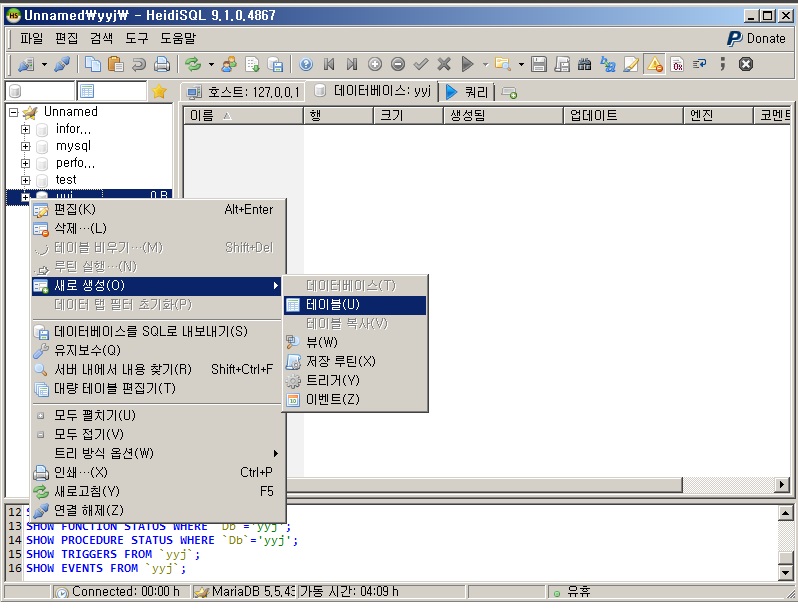 Unnamed₩yyj₩ - HeidiSQL 9.1.0.4867
파일 편집 검색 도구 도움말
Donate
호스트: 127.0.0.1 데이터베이스: yyj 쿼리
Unnamed
infor...
mysql
perfo...
test
yyj 0 B
이름 행 크기 생성됨 업데이트 엔진 코멘트
편집(K) Alt+Enter
삭제…(L)
테이블 비우기…(M) Shift+Del
루틴 실행…(N)
새로 생성(O)
데이터 탭 필터 초기화(P)
데이터베이스를 SQL로 내보내기(S)
유지보수(Q)
서버 내에서 내용 찾기(R) Shift+Ctrl+F
대량 테이블 편집기(T)
모두 펼치기(U)
모두 접기(V)
트리 방식 옵션(W)
인쇄…(X) Ctrl+P
새로고침(Y) F5
연결 해제(Z)
데이터베이스(T)
테이블(U)
테이블 복사(V)
뷰(W)
저장 루틴(X)
트리거(Y)
이벤트(Z)
12
13 SHOW FUNCTION STATUS WHERE `Db`='yyj';
14 SHOW PROCEDURE STATUS WHERE `Db`='yyj';
15 SHOW TRIGGERS FROM `yyj`;
16 SHOW EVENTS FROM `yyj`;
Connected: 00:00 h MariaDB 5.5.43 가동 시간: 04:09 h 유휴